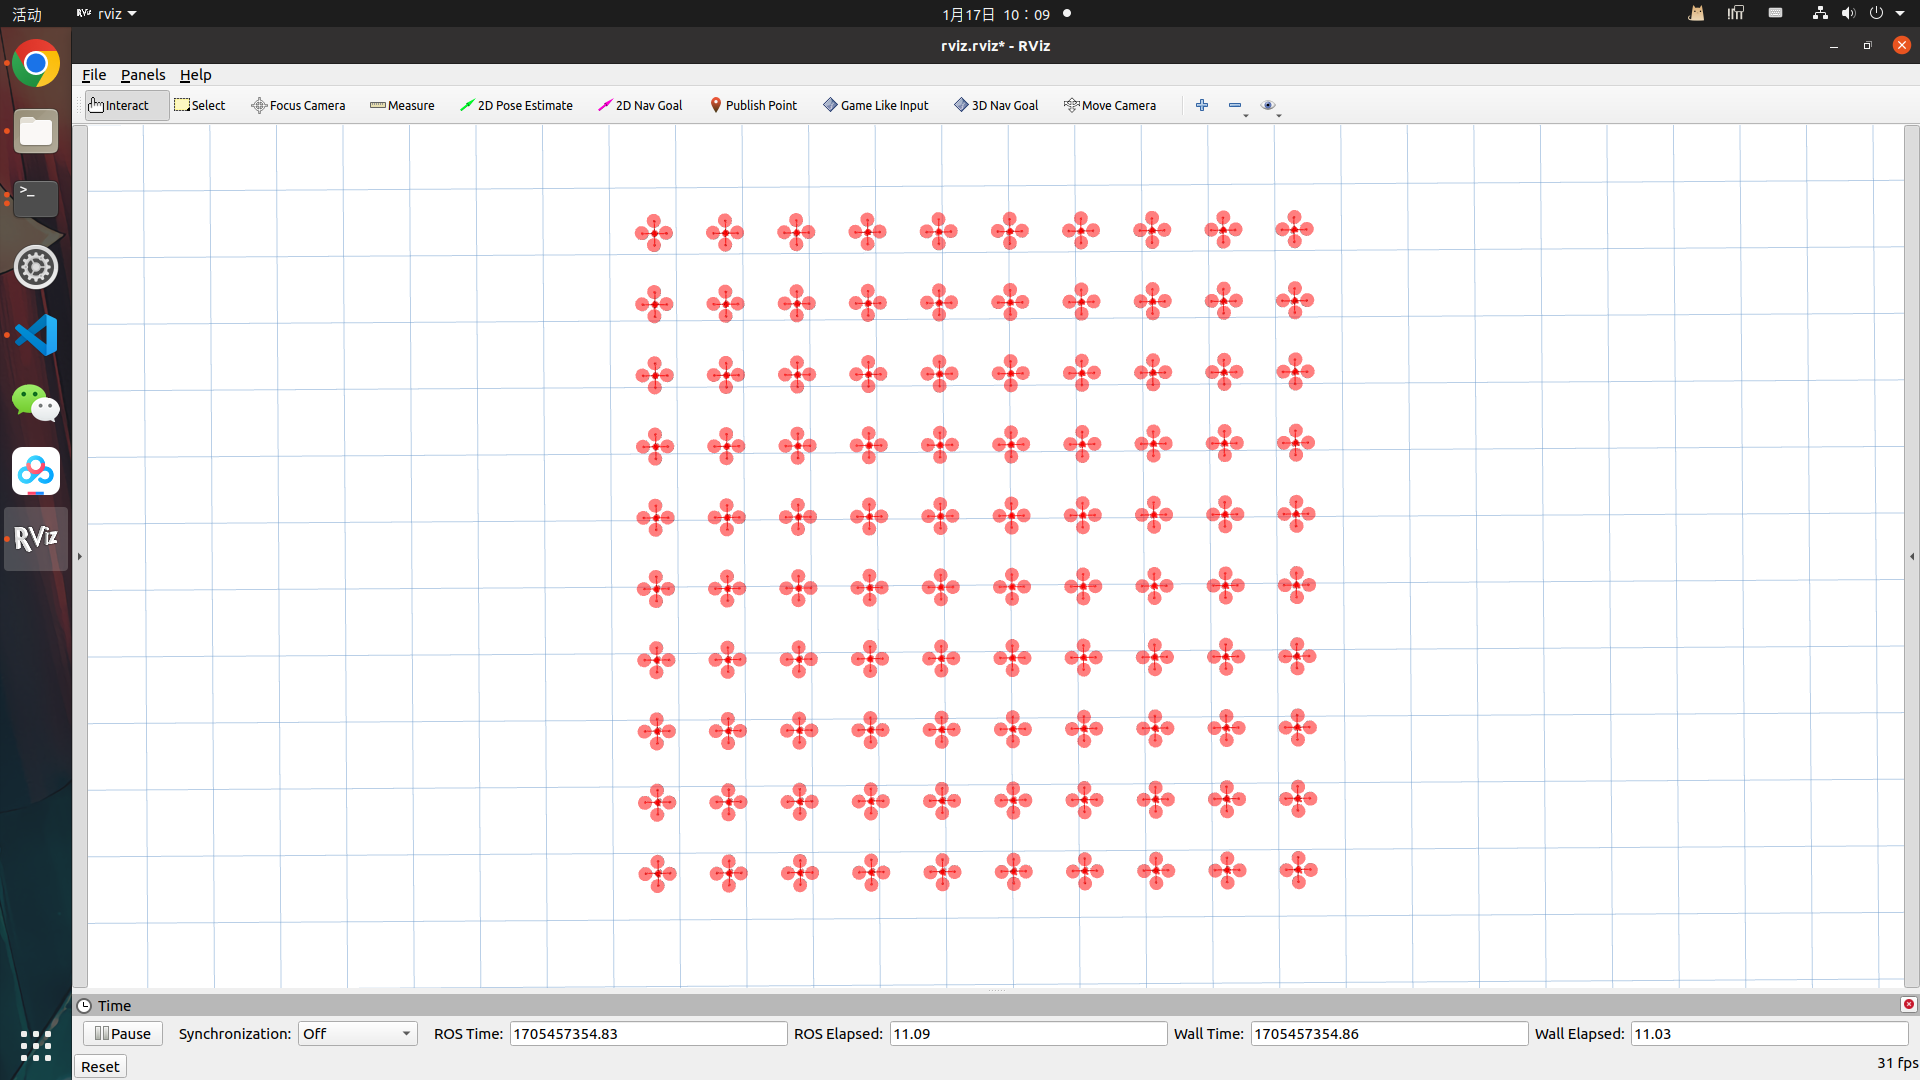 活动 rviz 1月17日 10：09
rviz.rviz* - RViz
File Panels Help
Interact Select Focus Camera Measure 2D Pose Estimate 2D Nav Goal Publish Point Game Like Input 3D Nav Goal Move Camera
>_
RViz
Time
Pause Synchronization: Off ROS Time: 1705457354.83 ROS Elapsed: 11.09 Wall Time: 1705457354.86 Wall Elapsed: 11.03
Reset 31 fps